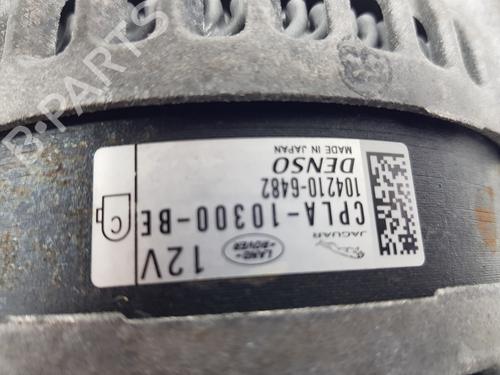 JAGUAR
LAND-
ROVER
12V
CPLA-10300-BE
C
104210-6482
DENSO
MADE IN JAPAN
B-PARTS